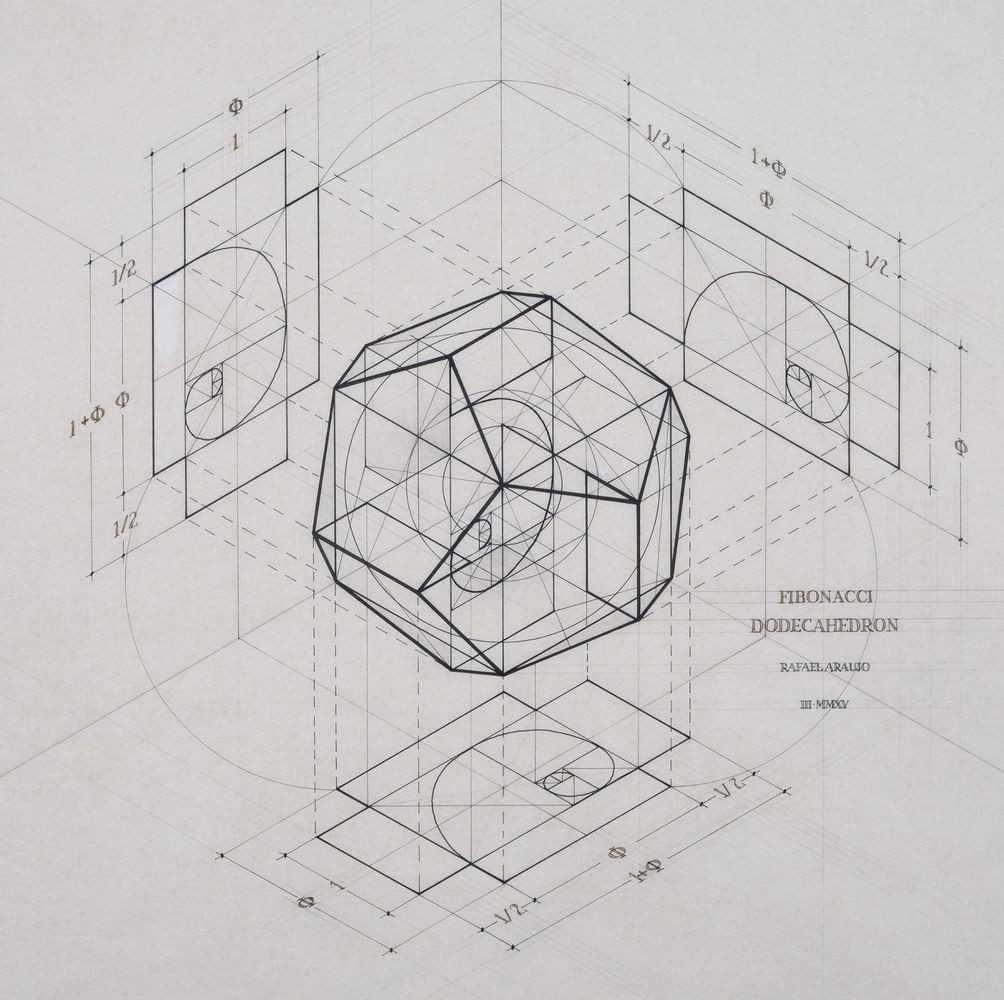 Φ
1
1/2
1+Φ
Φ
1/2
1/2
1+Φ
Φ
1/2
1
Φ
FIBONACCI
DODECAHEDRON
RAFAEL ARAUJO
III·MMXV
1/2
Φ
1+Φ
1
Φ
1/2